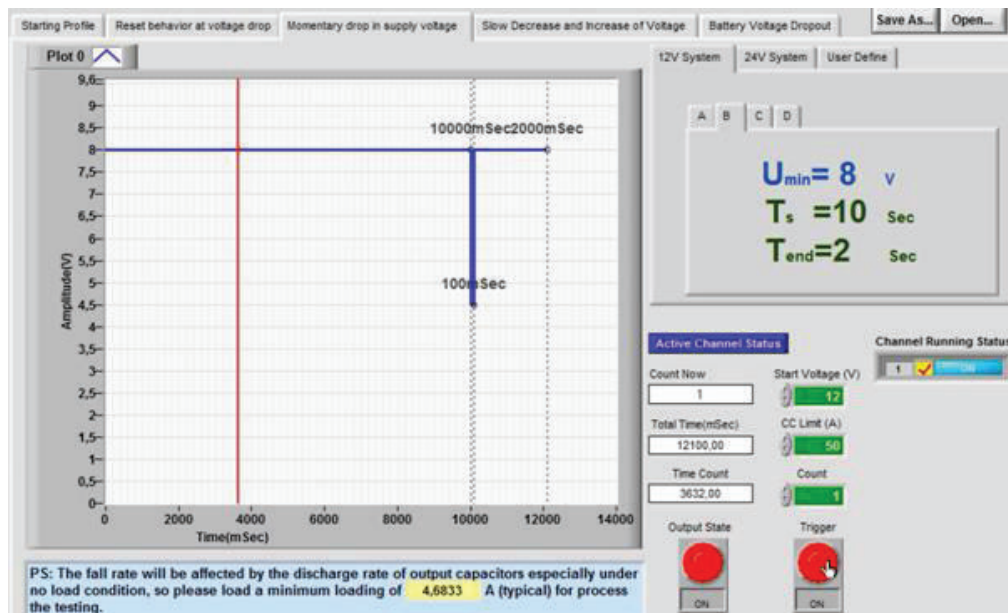 Starting Profile Reset behavior at voltage drop Momentary drop in supply voltage Slow Decrease and Increase of Voltage Battery Voltage Dropout Save As... Open...
Plot 0
9,6
9
8,5
8
7,5
7
6,5
6
5,5
5
4,5
4
3,5
3
2,5
2
1,5
1
0,5
0
Amplitude(V)
10000mSec2000mSec
100mSec
0 2000 4000 6000 8000 10000 12000 14000
Time(mSec)
PS: The fall rate will be affected by the discharge rate of output capacitors especially under
no load condition, so please load a minimum loading of 4,6833 A (typical) for process
the testing.
12V System 24V System User Define
A B C D
Umin= 8 V
Ts =10 Sec
Tend=2 Sec
Active Channel Status
Channel Running Status
1 ON
Count Now Start Voltage (V)
1 12
Total Time(mSec) CC Limit (A)
12100,00 50
Time Count Count
3632,00 1
Output State Trigger
ON ON